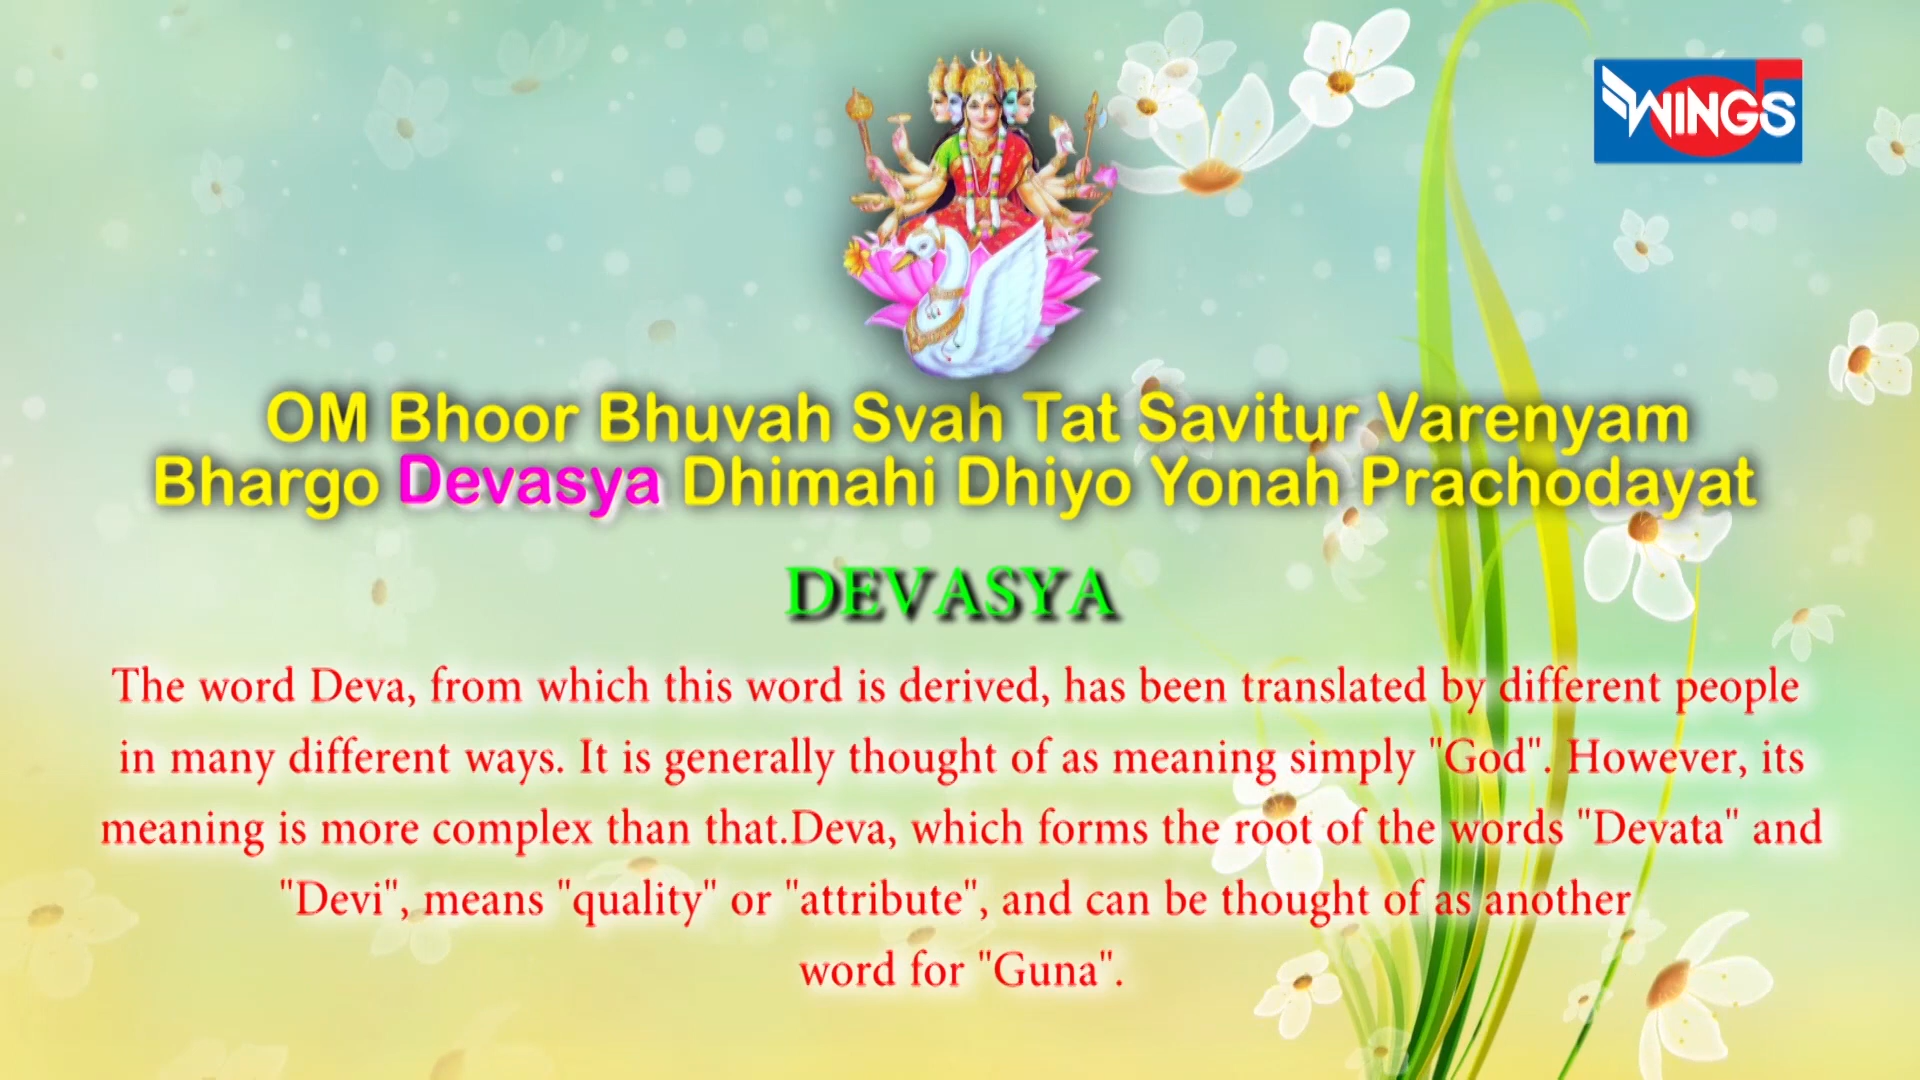 WINGS
OM Bhoor Bhuvah Svah Tat Savitur Varenyam
Bhargo Devasya Dhimahi Dhiyo Yonah Prachodayat
DEVASYA
The word Deva, from which this word is derived, has been translated by different people
in many different ways. It is generally thought of as meaning simply "God". However, its
meaning is more complex than that.Deva, which forms the root of the words "Devata" and
"Devi", means "quality" or "attribute", and can be thought of as another
word for "Guna".